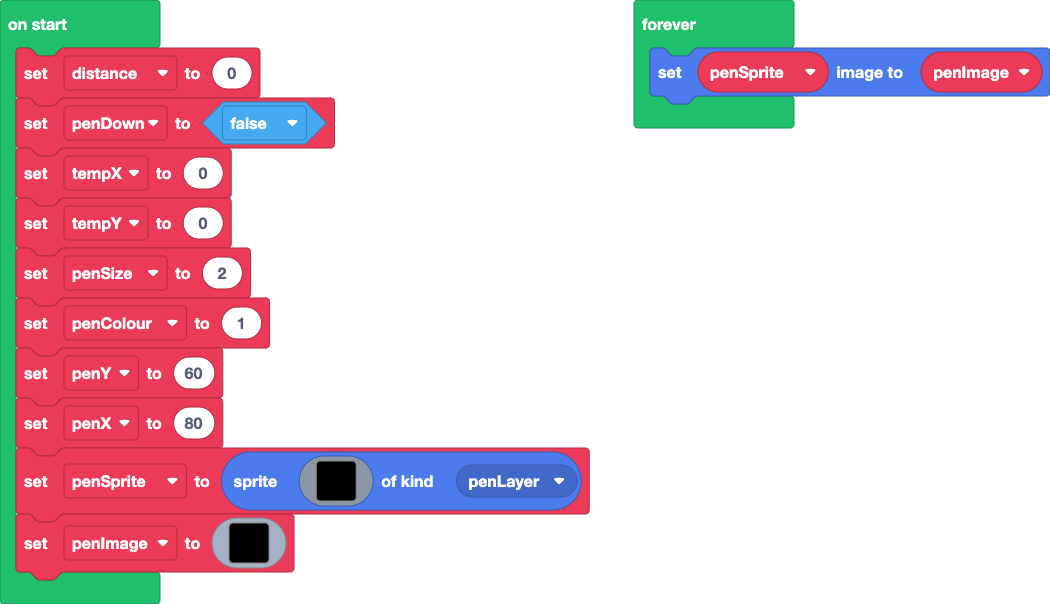 on start
set distance to 0
set penDown to false
set tempX to 0
set tempY to 0
set penSize to 2
set penColour to 1
set penY to 60
set penX to 80
set penSprite to sprite of kind penLayer
set penImage to
forever
set penSprite image to penImage